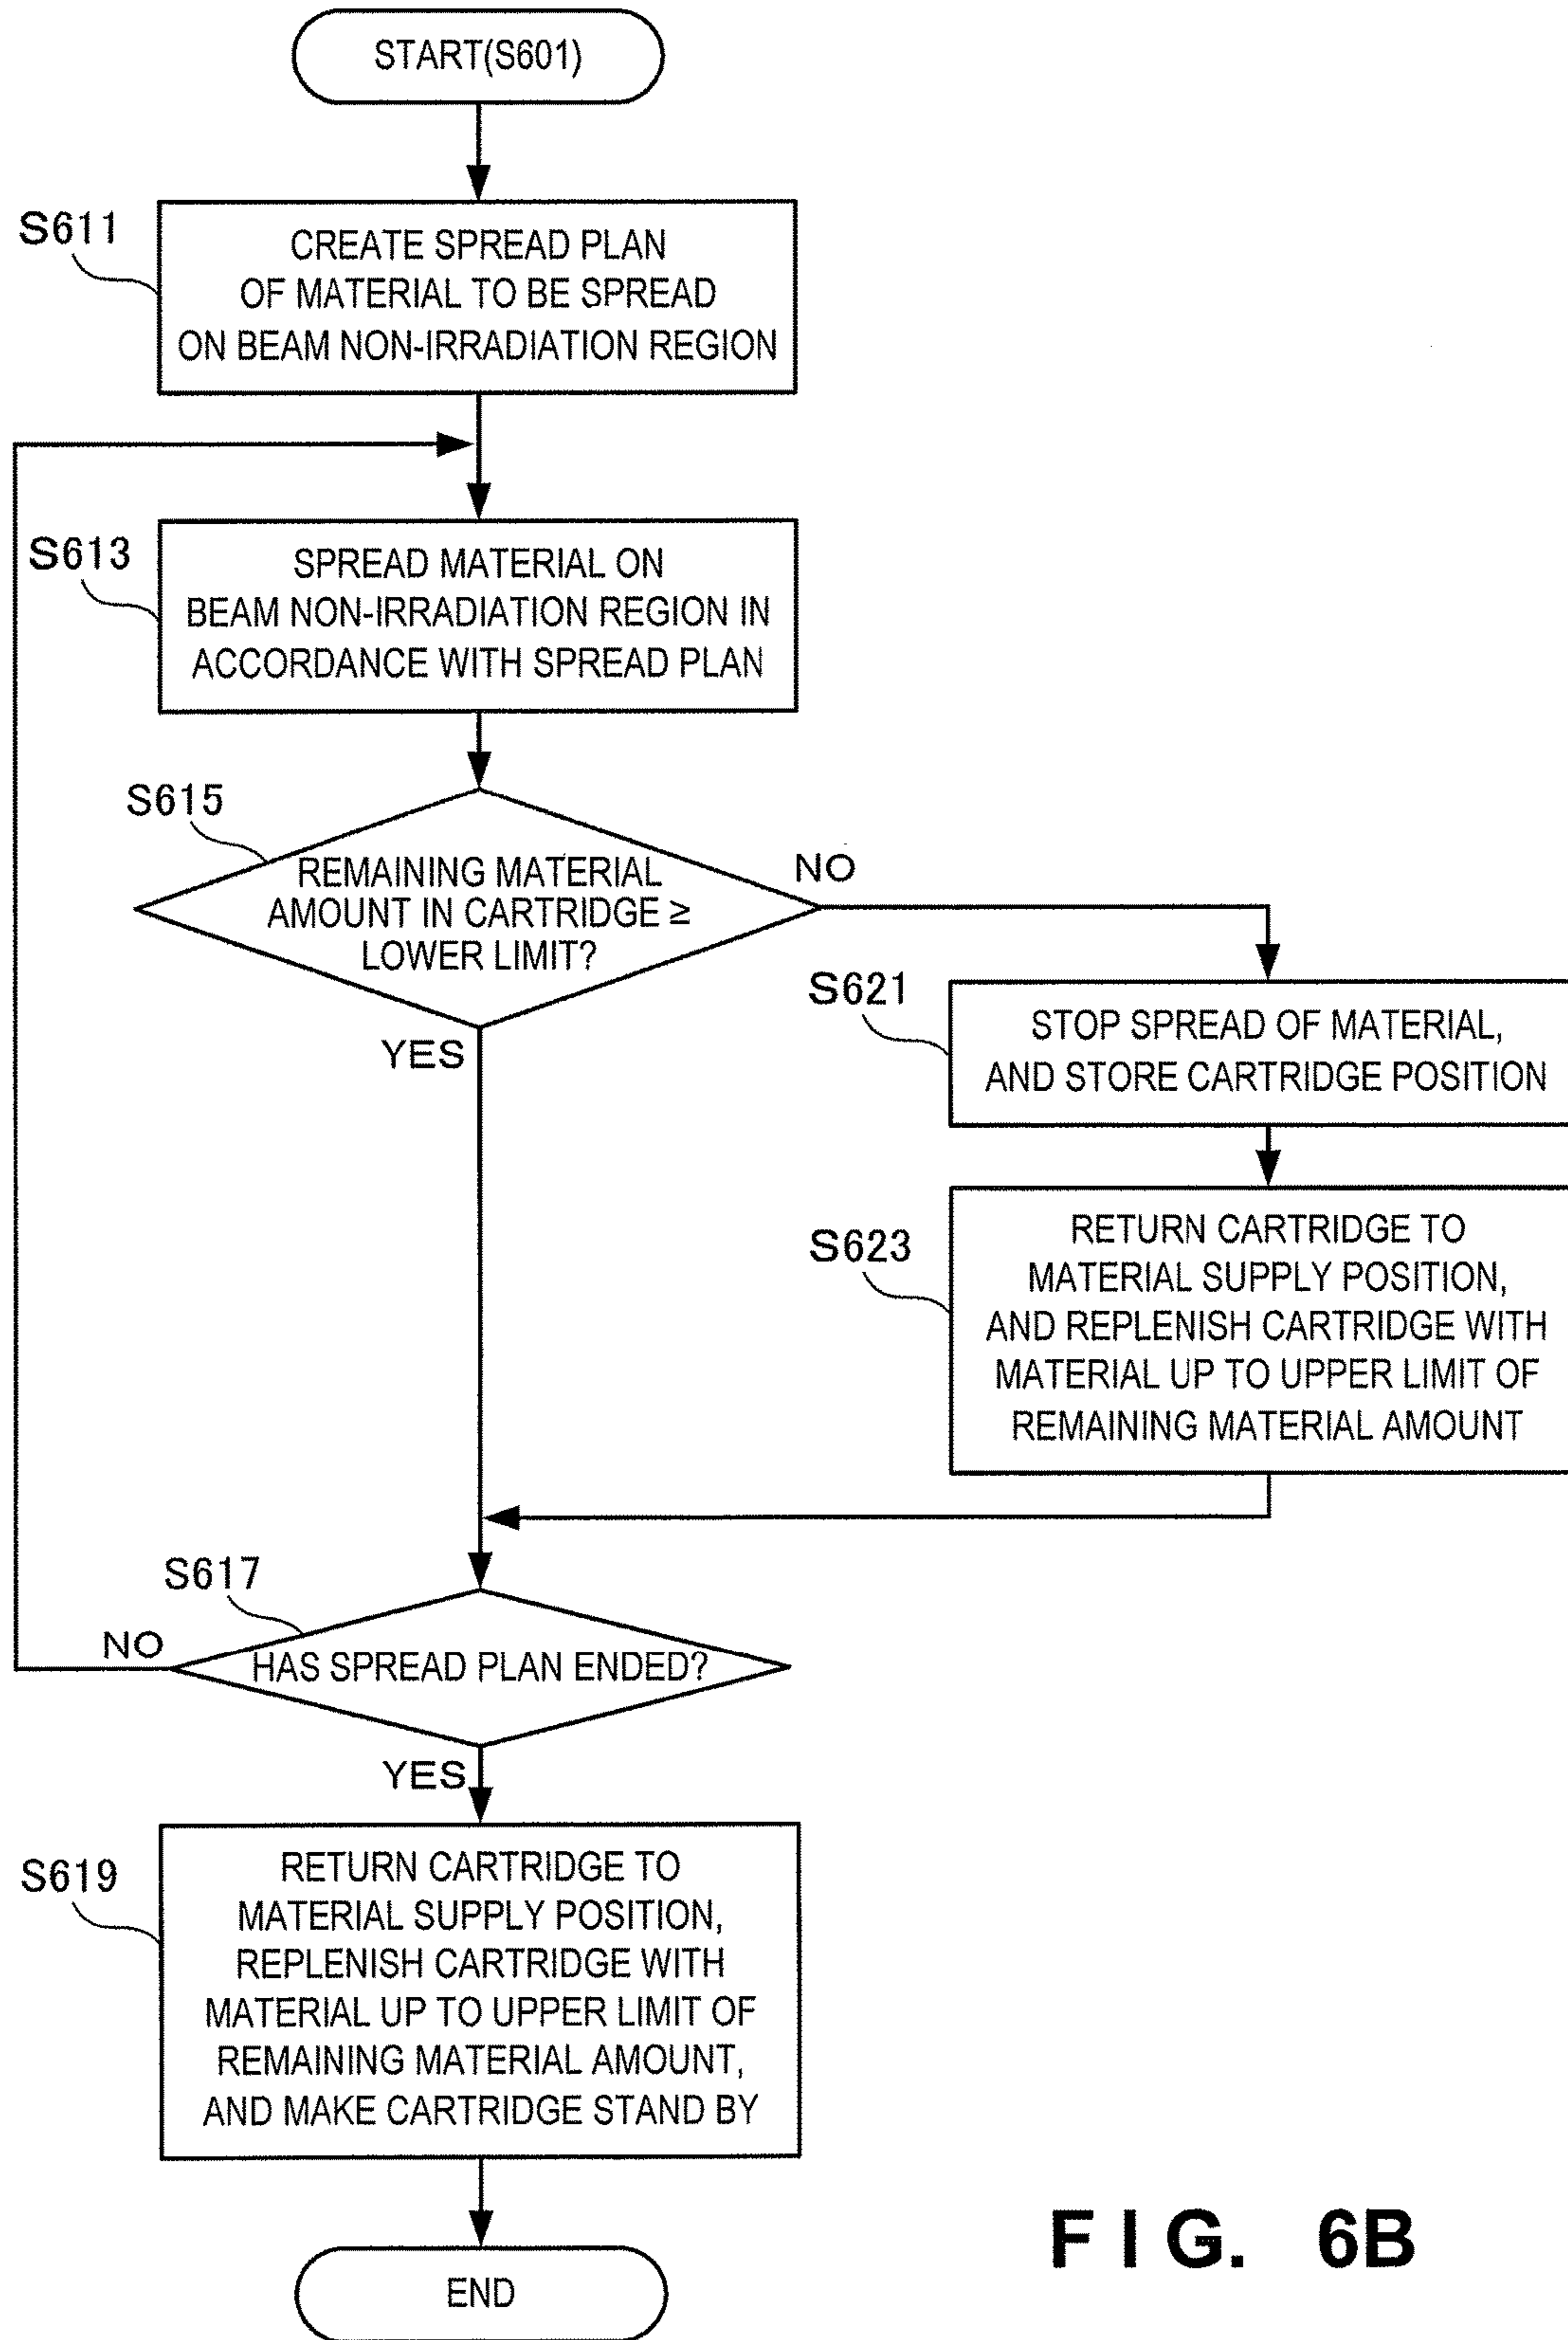 START(S601)
S611
CREATE SPREAD PLAN
OF MATERIAL TO BE SPREAD
ON BEAM NON-IRRADIATION REGION
S613
SPREAD MATERIAL ON
BEAM NON-IRRADIATION REGION IN
ACCORDANCE WITH SPREAD PLAN
S615
REMAINING MATERIAL
AMOUNT IN CARTRIDGE ≥
LOWER LIMIT?
NO
YES
S621
STOP SPREAD OF MATERIAL,
AND STORE CARTRIDGE POSITION
S623
RETURN CARTRIDGE TO
MATERIAL SUPPLY POSITION,
AND REPLENISH CARTRIDGE WITH
MATERIAL UP TO UPPER LIMIT OF
REMAINING MATERIAL AMOUNT
S617
NO
HAS SPREAD PLAN ENDED?
YES
S619
RETURN CARTRIDGE TO
MATERIAL SUPPLY POSITION,
REPLENISH CARTRIDGE WITH
MATERIAL UP TO UPPER LIMIT OF
REMAINING MATERIAL AMOUNT,
AND MAKE CARTRIDGE STAND BY
END
FIG. 6B